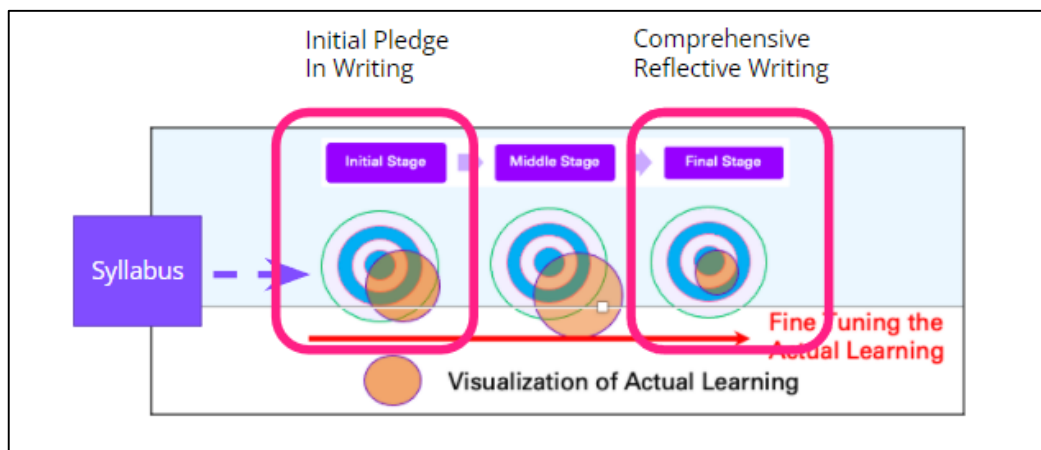 Initial Pledge
In Writing
Comprehensive
Reflective Writing
Initial Stage
Middle Stage
Final Stage
Syllabus
Fine Tuning the
Actual Learning
Visualization of Actual Learning